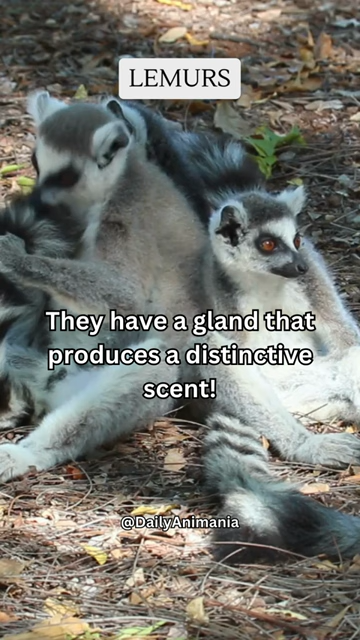 LEMURS
They have a gland that
produces a distinctive
scent!
@DailyAnimania